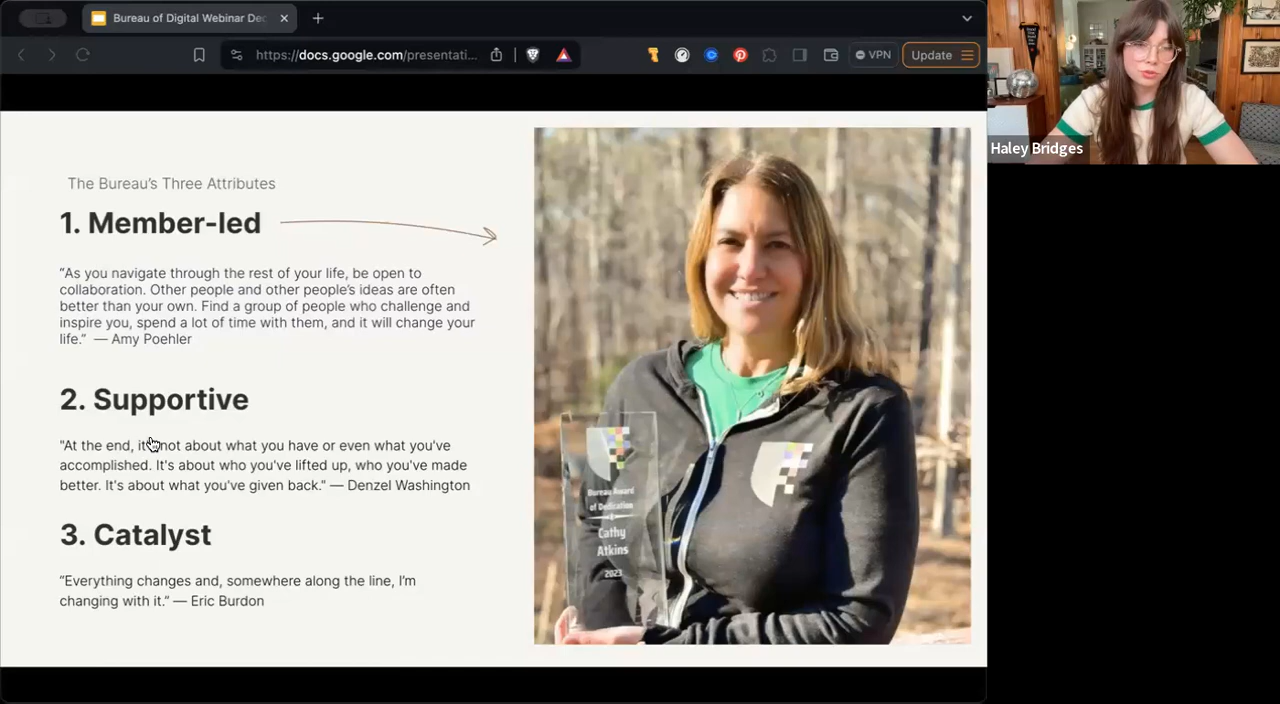 Bureau of Digital Webinar Dec
https://docs.google.com/presentati...
VPN
Update
Haley Bridges
The Bureau's Three Attributes
1. Member-led
“As you navigate through the rest of your life, be open to
collaboration. Other people and other people's ideas are often
better than your own. Find a group of people who challenge and
inspire you, spend a lot of time with them, and it will change your
life.” — Amy Poehler
2. Supportive
"At the end, it's not about what you have or even what you've
accomplished. It's about who you've lifted up, who you've made
better. It's about what you've given back." — Denzel Washington
3. Catalyst
“Everything changes and, somewhere along the line, I'm
changing with it.” — Eric Burdon
Bureau Award
of Dedication
Cathy
Atkins
2023